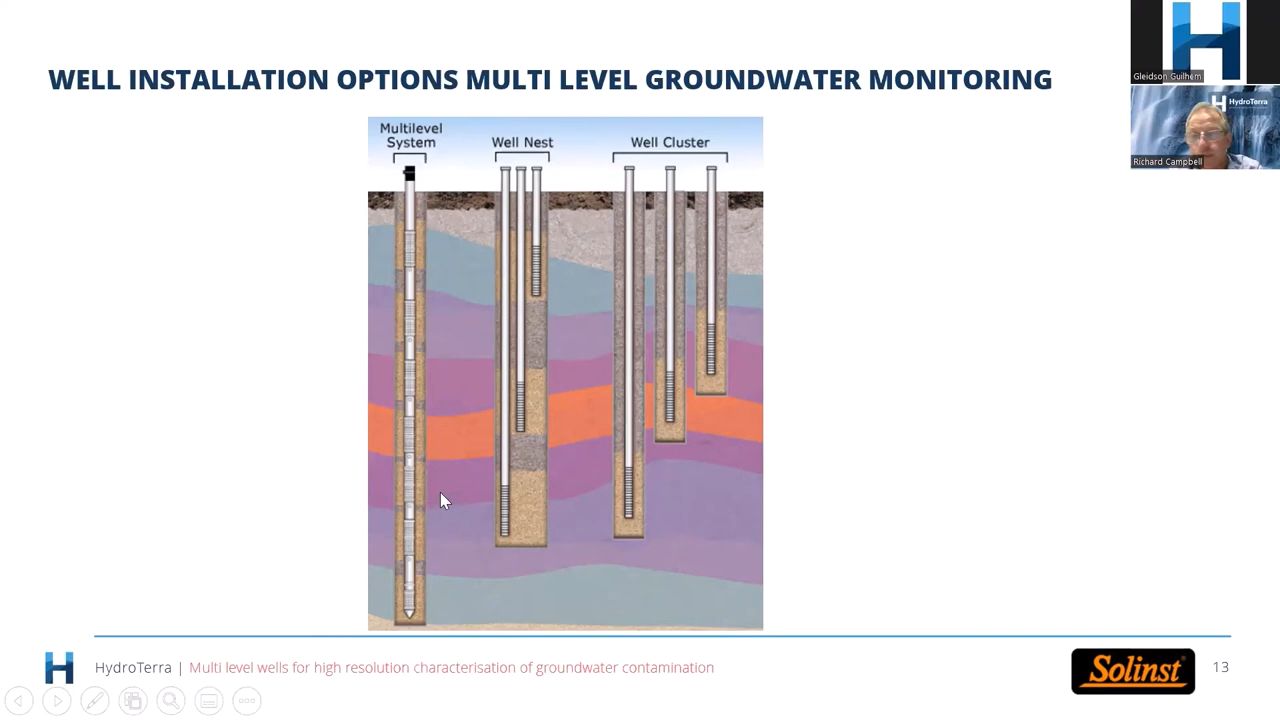 WELL INSTALLATION OPTIONS MULTI LEVEL GROUNDWATER MONITORING
Multilevel
System
Well Nest
Well Cluster
Gleidson Guilhem
HydroTerra
Richard Campbell
HydroTerra | Multi level wells for high resolution characterisation of groundwater contamination
Solinst
13